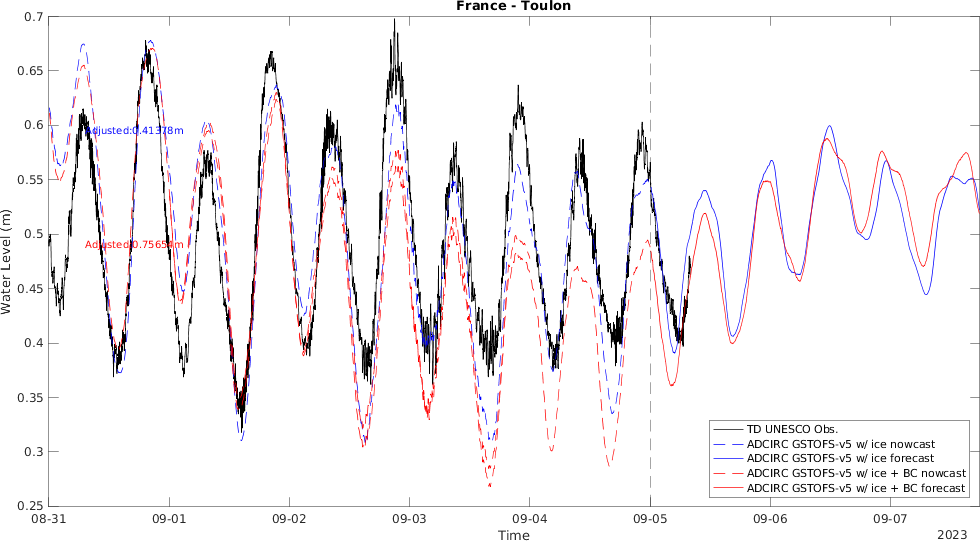 France - Toulon
Water Level (m)
0.7
0.65
0.6
0.55
0.5
0.45
0.4
0.35
0.3
0.25
Adjusted:0.41378m
Adjusted:0.75654m
TD UNESCO Obs.
ADCIRC GSTOFS-v5 w/ ice nowcast
ADCIRC GSTOFS-v5 w/ ice forecast
ADCIRC GSTOFS-v5 w/ ice + BC nowcast
ADCIRC GSTOFS-v5 w/ ice + BC forecast
08-31 09-01 09-02 09-03 09-04 09-05 09-06 09-07
Time
2023